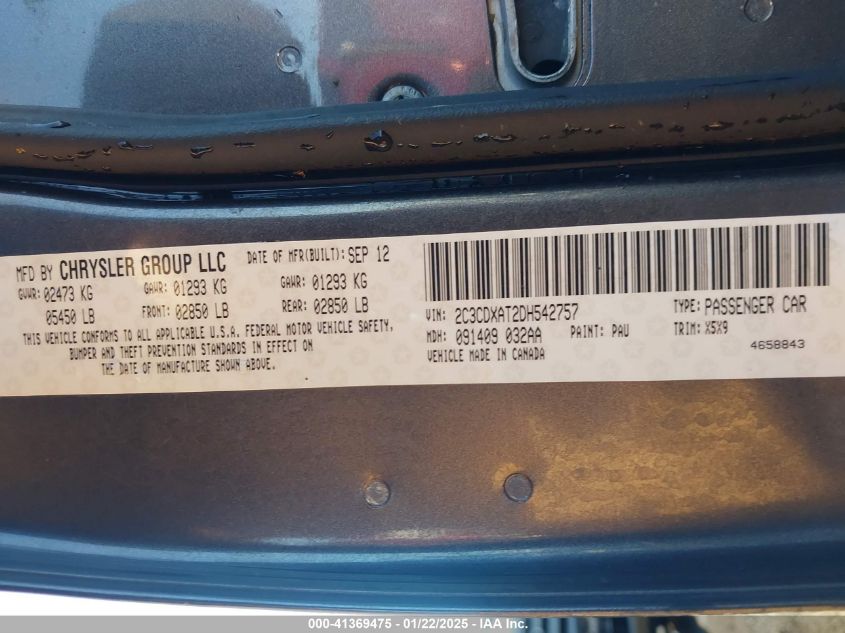 MFD BY CHRYSLER GROUP LLC DATE OF MFR(BUILT): SEP 12
GVWR: 02473 KG GAWR: 01293 KG GAWR: 01293 KG
05450 LB FRONT: 02850 LB REAR: 02850 LB
THIS VEHICLE CONFORMS TO ALL APPLICABLE U.S.A. FEDERAL MOTOR VEHICLE SAFETY,
BUMPER AND THEFT PREVENTION STANDARDS IN EFFECT ON
THE DATE OF MANUFACTURE SHOWN ABOVE.
VIN: 2C3CDXAT2DH542757 TYPE: PASSENGER CAR
MDH: 091409 032AA PAINT: PAU TRIM: X5X9
VEHICLE MADE IN CANADA 4658843
000-41369475 - 01/22/2025 - IAA Inc.